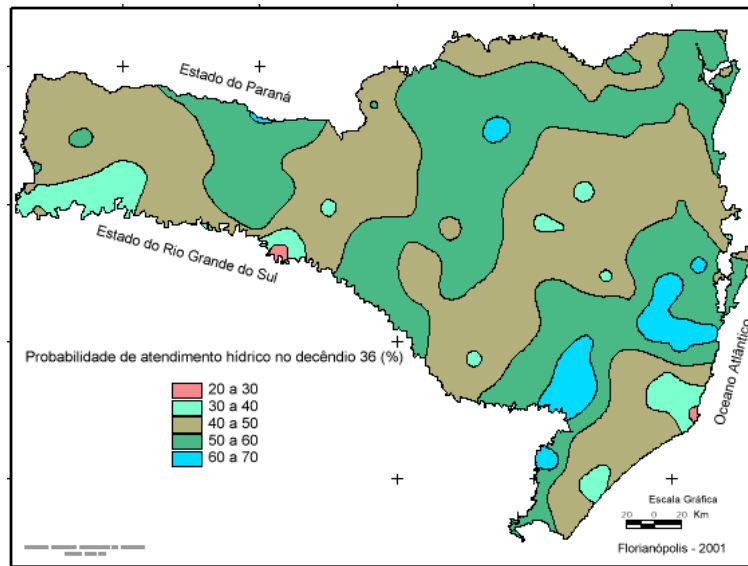 Estado do Paraná
Estado do Rio Grande do Sul
Oceano Atlântico
Probabilidade de atendimento hídrico no decêndio 36 (%)
20 a 30
30 a 40
40 a 50
50 a 60
60 a 70
Escala Gráfica
20 0 20 Km
Florianópolis - 2001